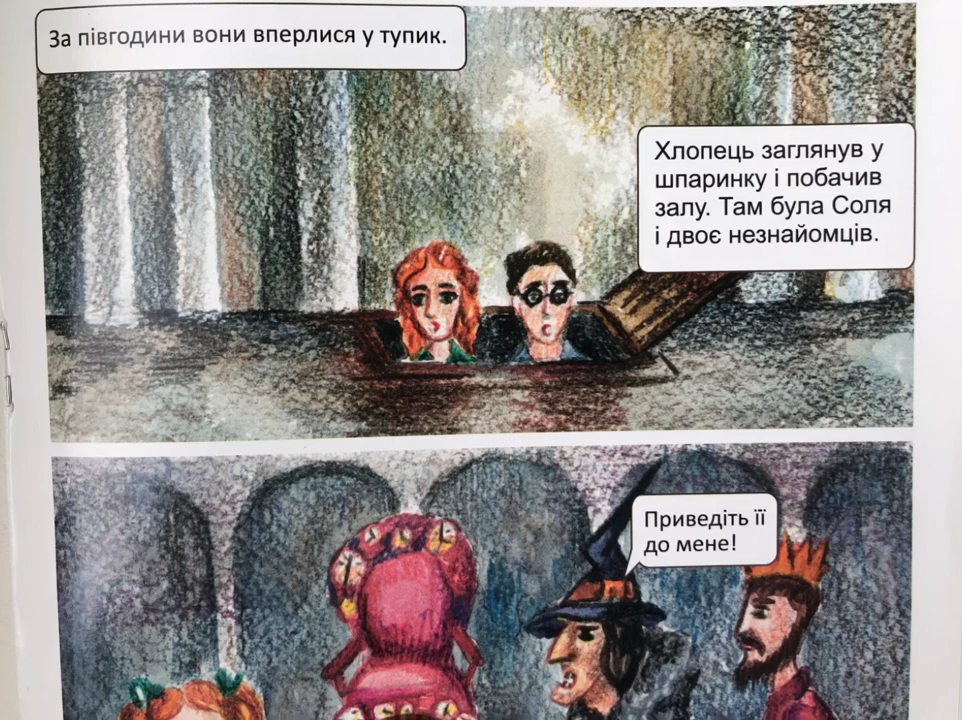 За півгодини вони вперлися у тупик.
Хлопець заглянув у
шпаринку і побачив
залу. Там була Соля
і двоє незнайомців.
Приведіть її
до мене!